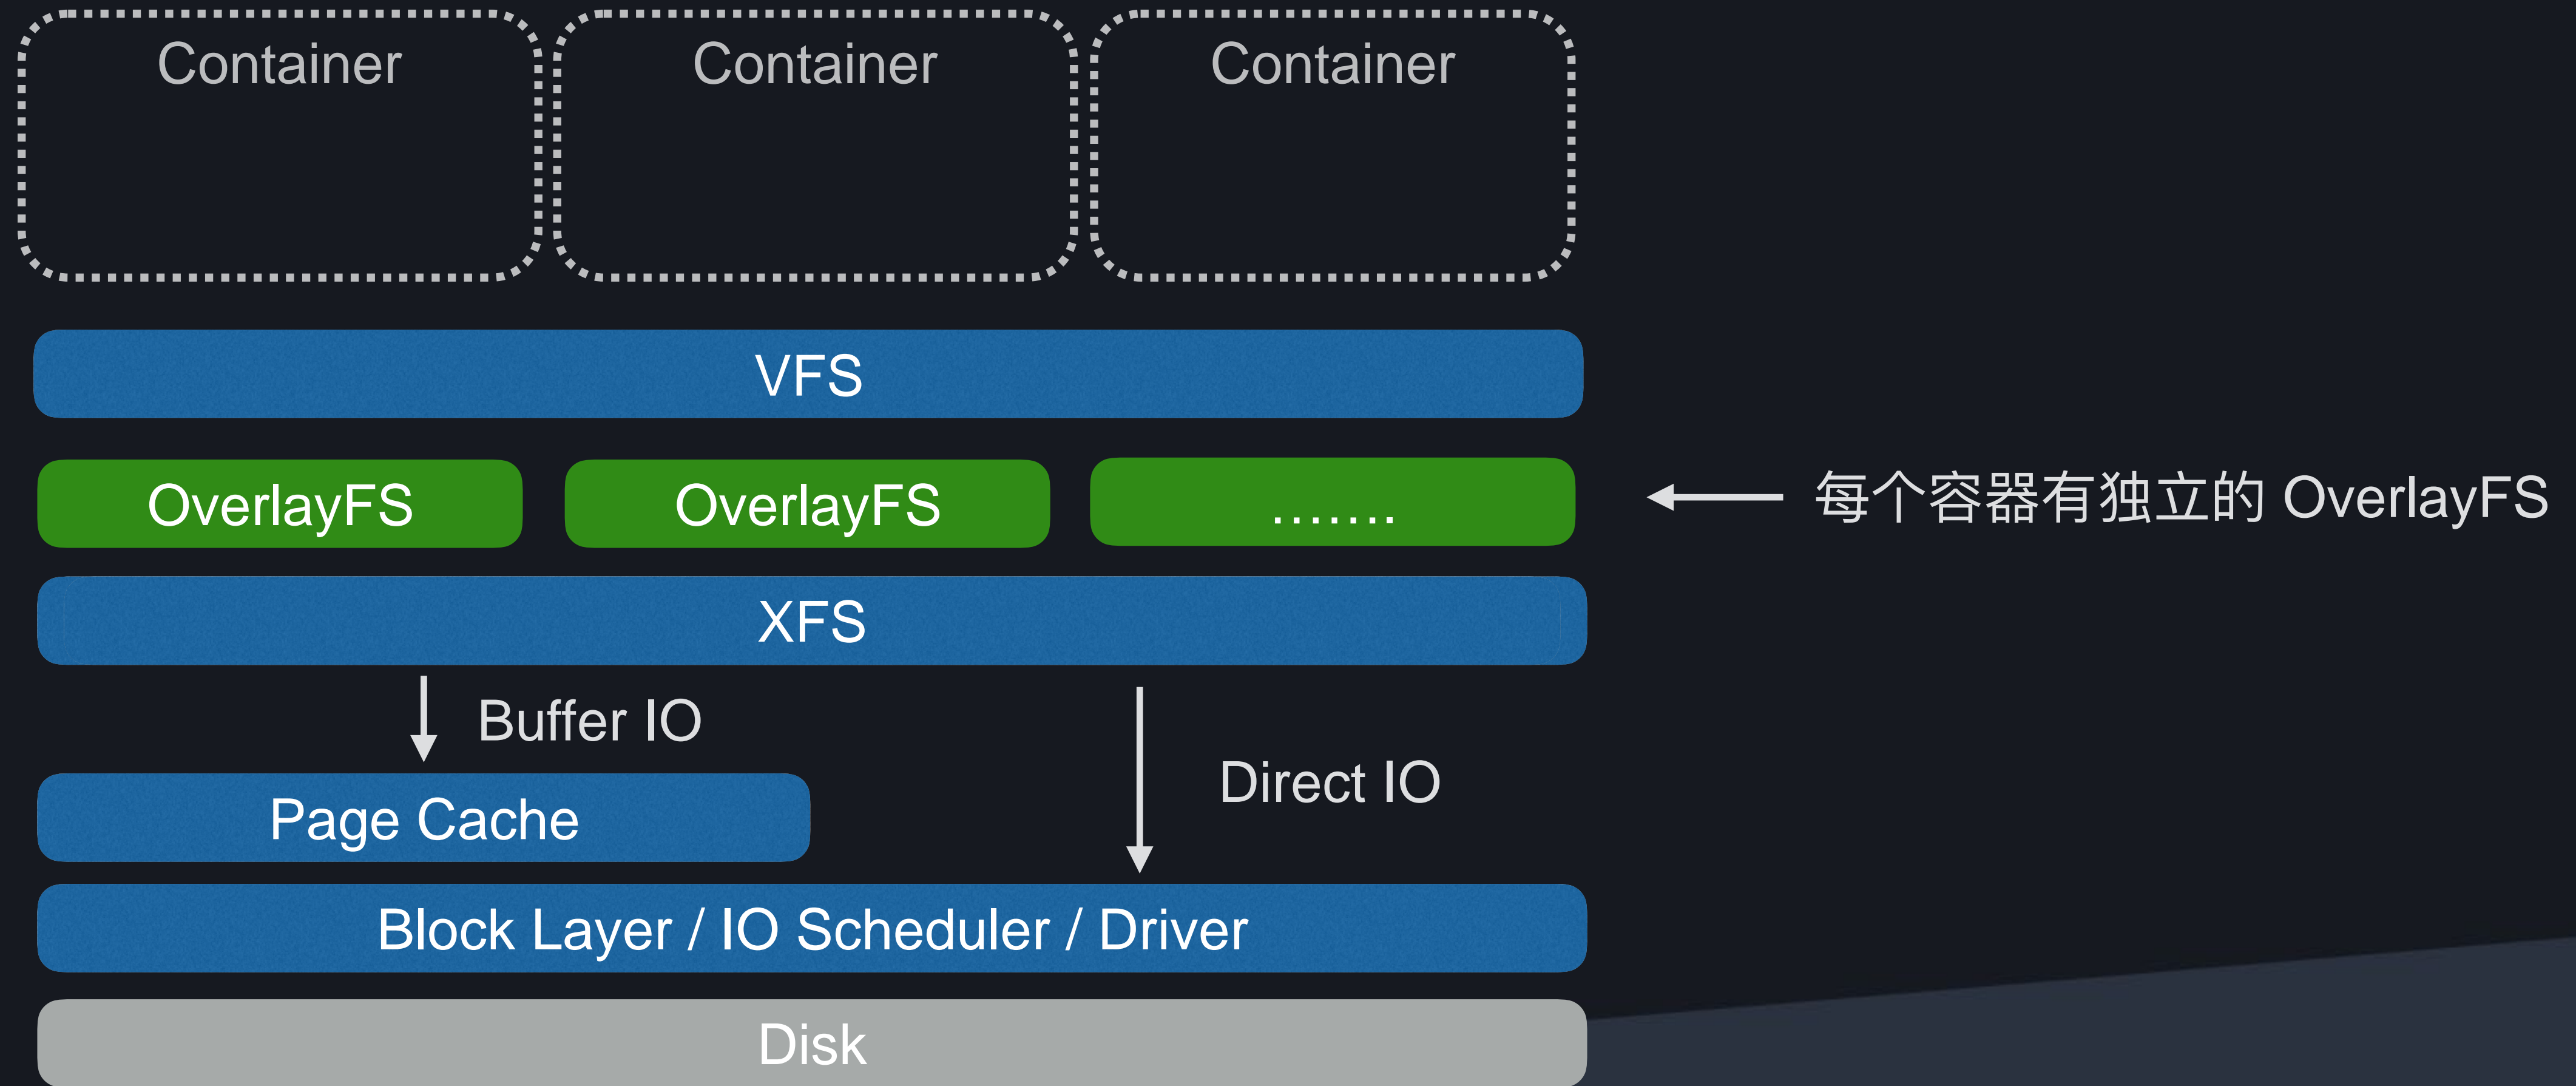 Container
Container
Container
VFS
OverlayFS
OverlayFS
.......
每个容器有独立的 OverlayFS
XFS
Buffer IO
Direct IO
Page Cache
Block Layer / IO Scheduler / Driver
Disk